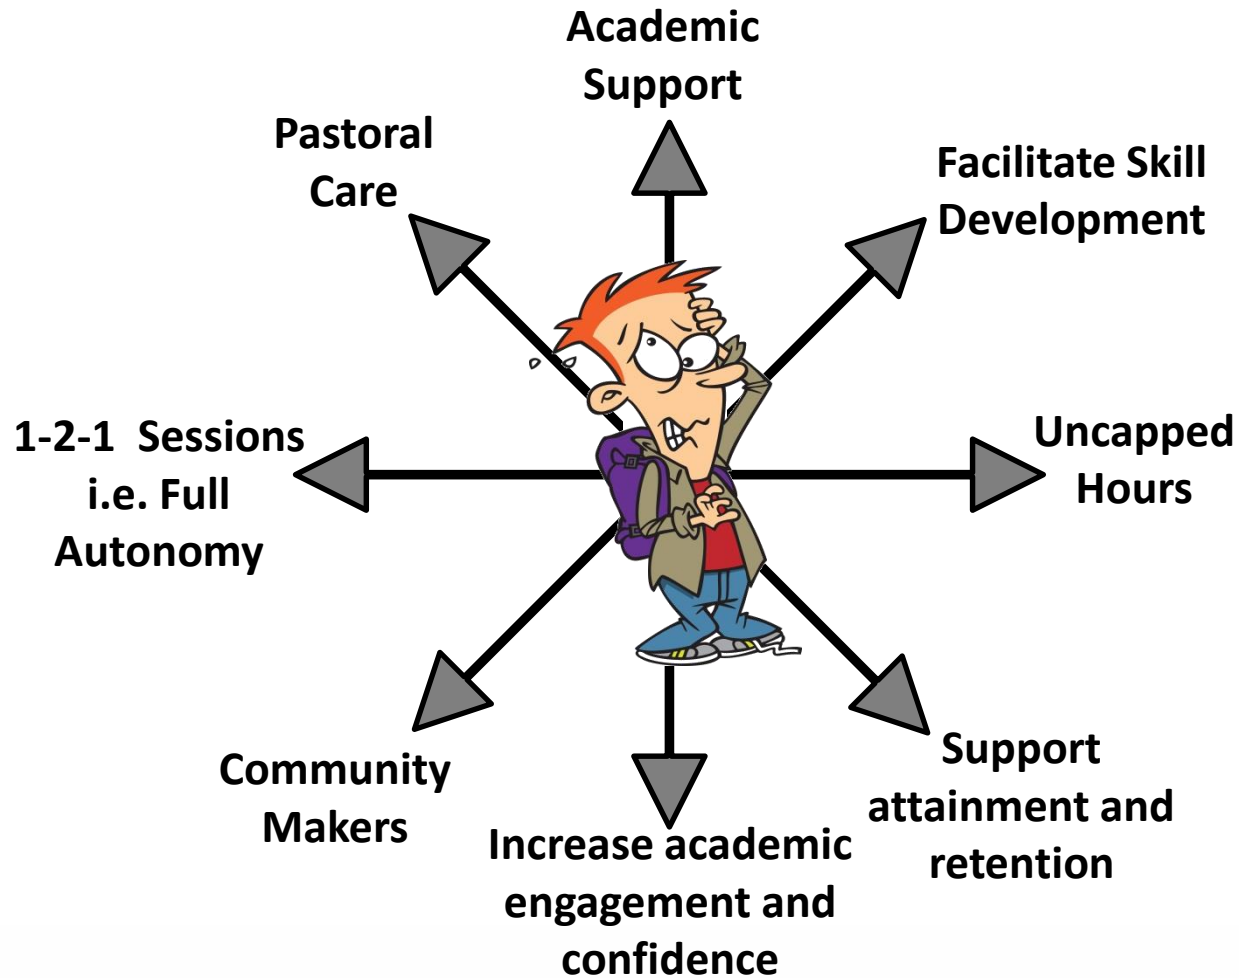 Academic
Support
Pastoral
Care
Facilitate Skill
Development
1-2-1 Sessions
i.e. Full
Autonomy
Uncapped
Hours
Community
Makers
Support
attainment and
retention
Increase academic
engagement and
confidence